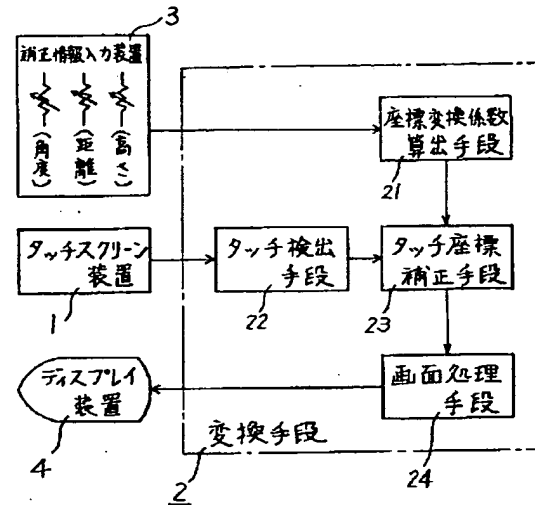 3
補正情報入力装置
(角度)
(距離)
(高さ)
座標変換係数
算出手段
21
タッチスクリーン
装置
1
タッチ検出
手段
22
タッチ座標
補正手段
23
ディスプレイ
装置
4
画面処理
手段
24
変換手段
2